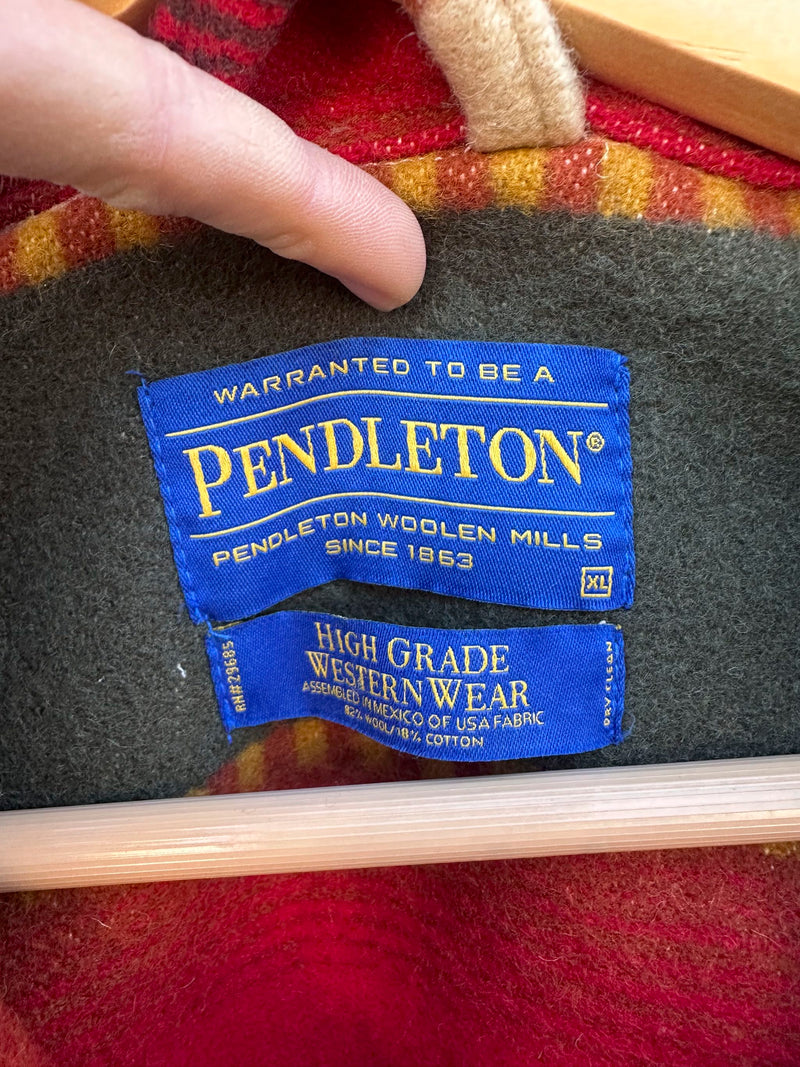 WARRANTED TO BE A
PENDLETON®
PENDLETON WOOLEN MILLS
SINCE 1863
XL
HIGH GRADE
WESTERN WEAR
ASSEMBLED IN MEXICO OF USA FABRIC
82% WOOL/18% COTTON
RN#29685
DRY CLEAN